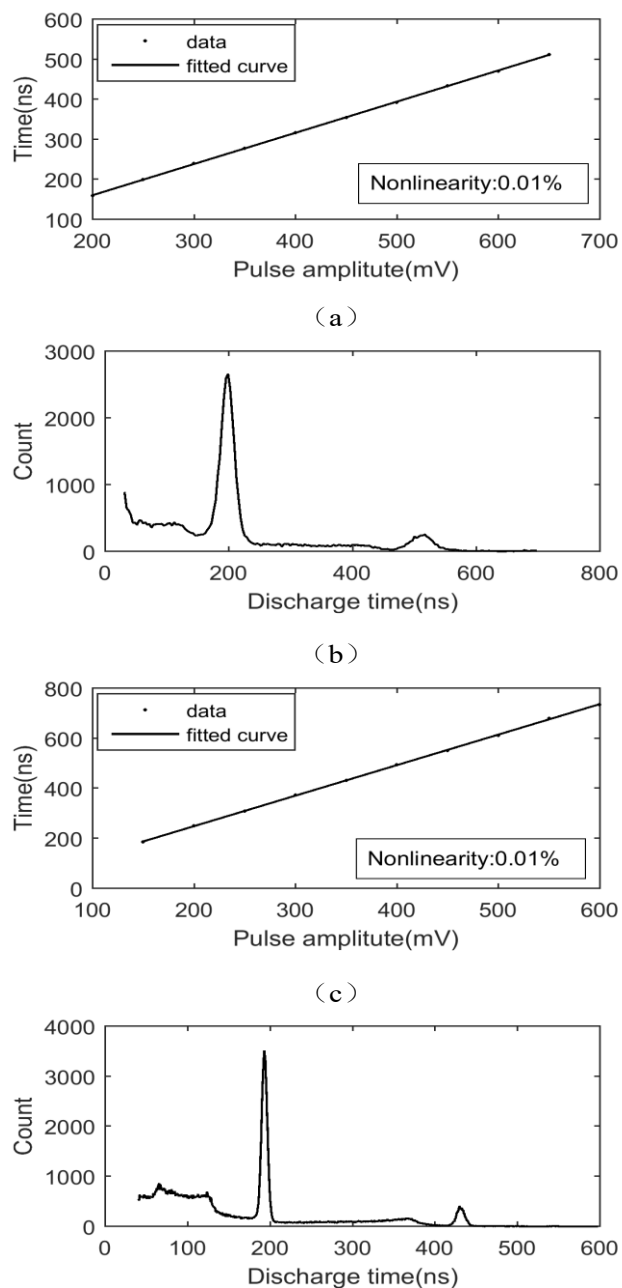 600
500
400
300
200
100
Time(ns)
data
fitted curve
Nonlinearity:0.01%
200 300 400 500 600 700
Pulse amplitute(mV)
（a）
3000
2000
1000
0
Count
0 200 400 600 800
Discharge time(ns)
（b）
800
600
400
200
0
Time(ns)
data
fitted curve
Nonlinearity:0.01%
100 200 300 400 500 600
Pulse amplitute(mV)
（c）
4000
3000
2000
1000
0
Count
0 100 200 300 400 500 600
Discharge time(ns)